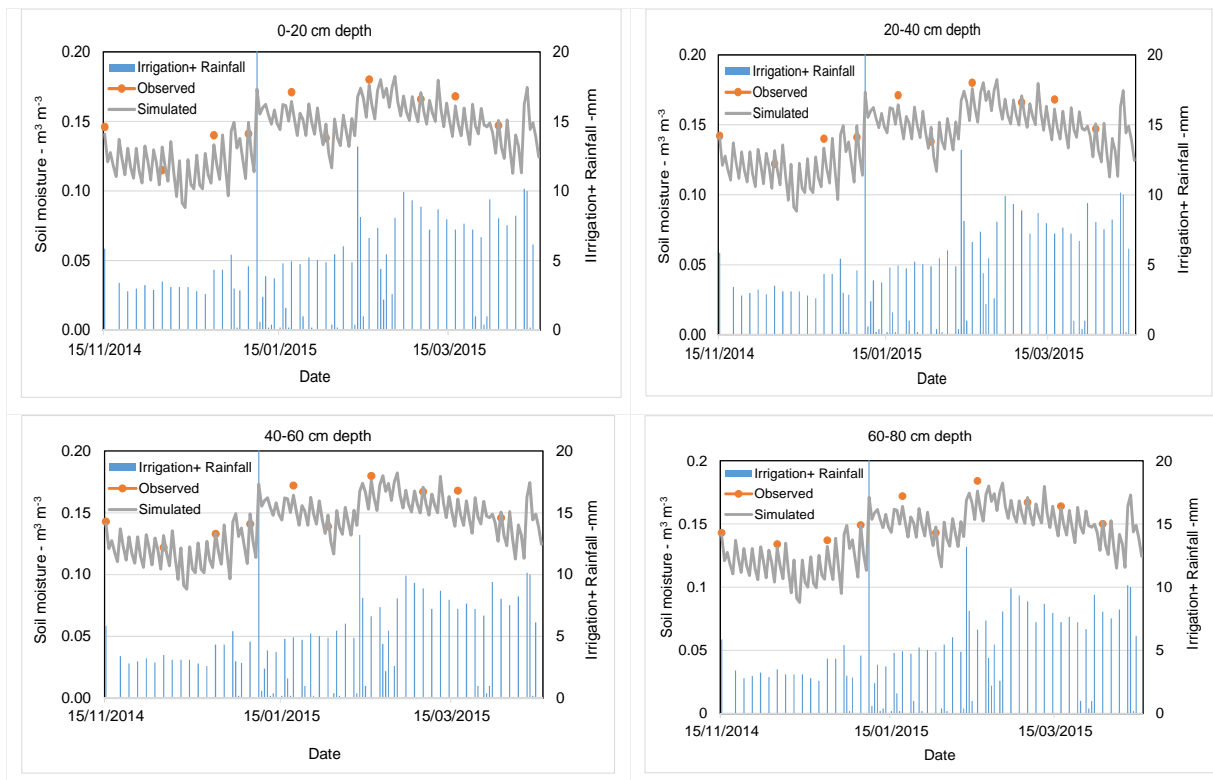 0-20 cm depth
0.20
0.15
0.10
0.05
0.00
20
15
10
5
0
Irrigation+ Rainfall
Observed
Simulated
Soil moisture - m³ m⁻³
IIrrigation+ Rainfall -mm
15/11/2014
15/01/2015
15/03/2015
Date
20-40 cm depth
0.20
0.15
0.10
0.05
0.00
20
15
10
5
0
Irrigation+ Rainfall
Observed
Simulated
Soil moisture - m³ m⁻³
Irrigation+ Rainfall -mm
15/11/2014
15/01/2015
15/03/2015
Date
40-60 cm depth
0.20
0.15
0.10
0.05
0.00
20
15
10
5
0
Irrigation+ Rainfall
Observed
Simulated
Soil moisture - m³ m⁻³
Irrigation+ Rainfall -mm
15/11/2014
15/01/2015
15/03/2015
Date
60-80 cm depth
0.2
0.15
0.1
0.05
0
20
15
10
5
0
Irrigation+ Rainfall
Observed
Simulated
Soil moisture - m³ m⁻³
Irrigation+ Rainfall -mm
15/11/2014
15/01/2015
15/03/2015
Date